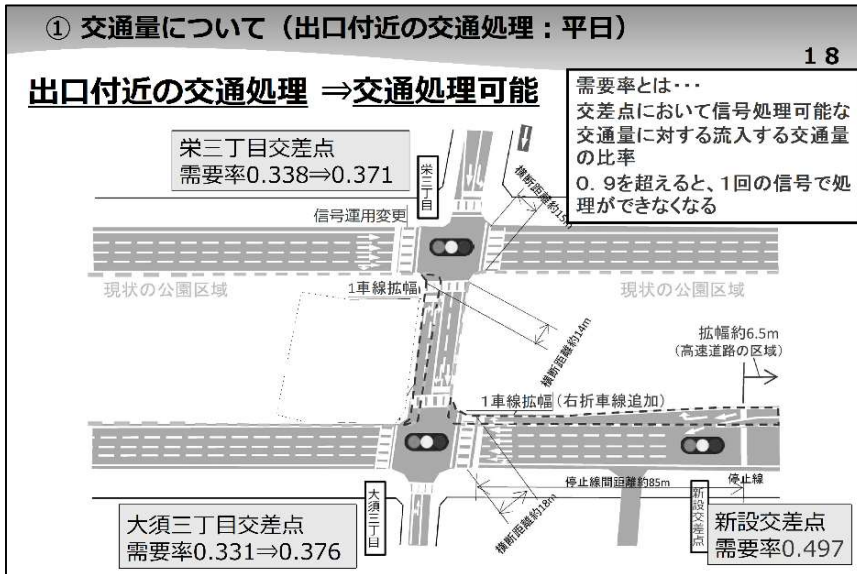 ① 交通量について（出口付近の交通処理：平日）
18
出口付近の交通処理 ⇒交通処理可能
需要率とは・・・
交差点において信号処理可能な
交通量に対する流入する交通量
の比率
０．９を超えると、１回の信号で処
理ができなくなる
栄三丁目交差点
需要率0.338⇒0.371
栄三丁目
信号運用変更
横断距離約15m
現状の公園区域
1車線拡幅
現状の公園区域
横断距離約14m
拡幅約6.5m
（高速道路の区域）
1車線拡幅（右折車線追加）
停止線間距離約85m
停止線
横断距離約18m
大須三丁目
新設交差点
大須三丁目交差点
需要率0.331⇒0.376
新設交差点
需要率0.497